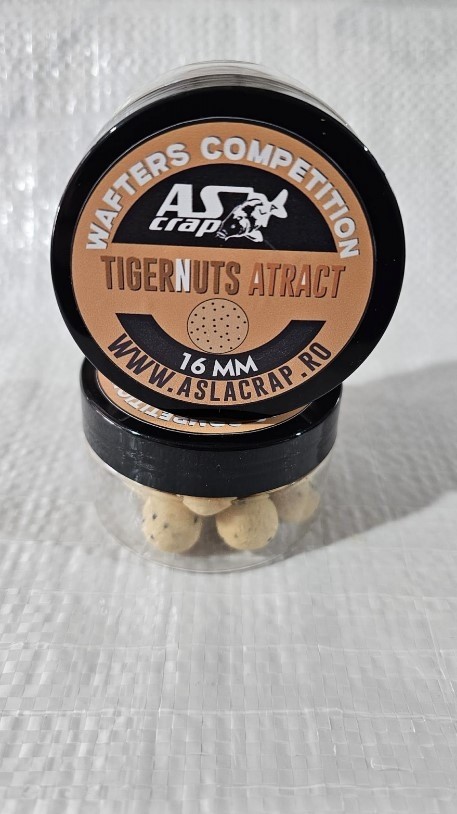 WAFTERS COMPETITION
AS
crap
TIGERNUTS ATRACT
16 MM
WWW.ASLACRAP.RO